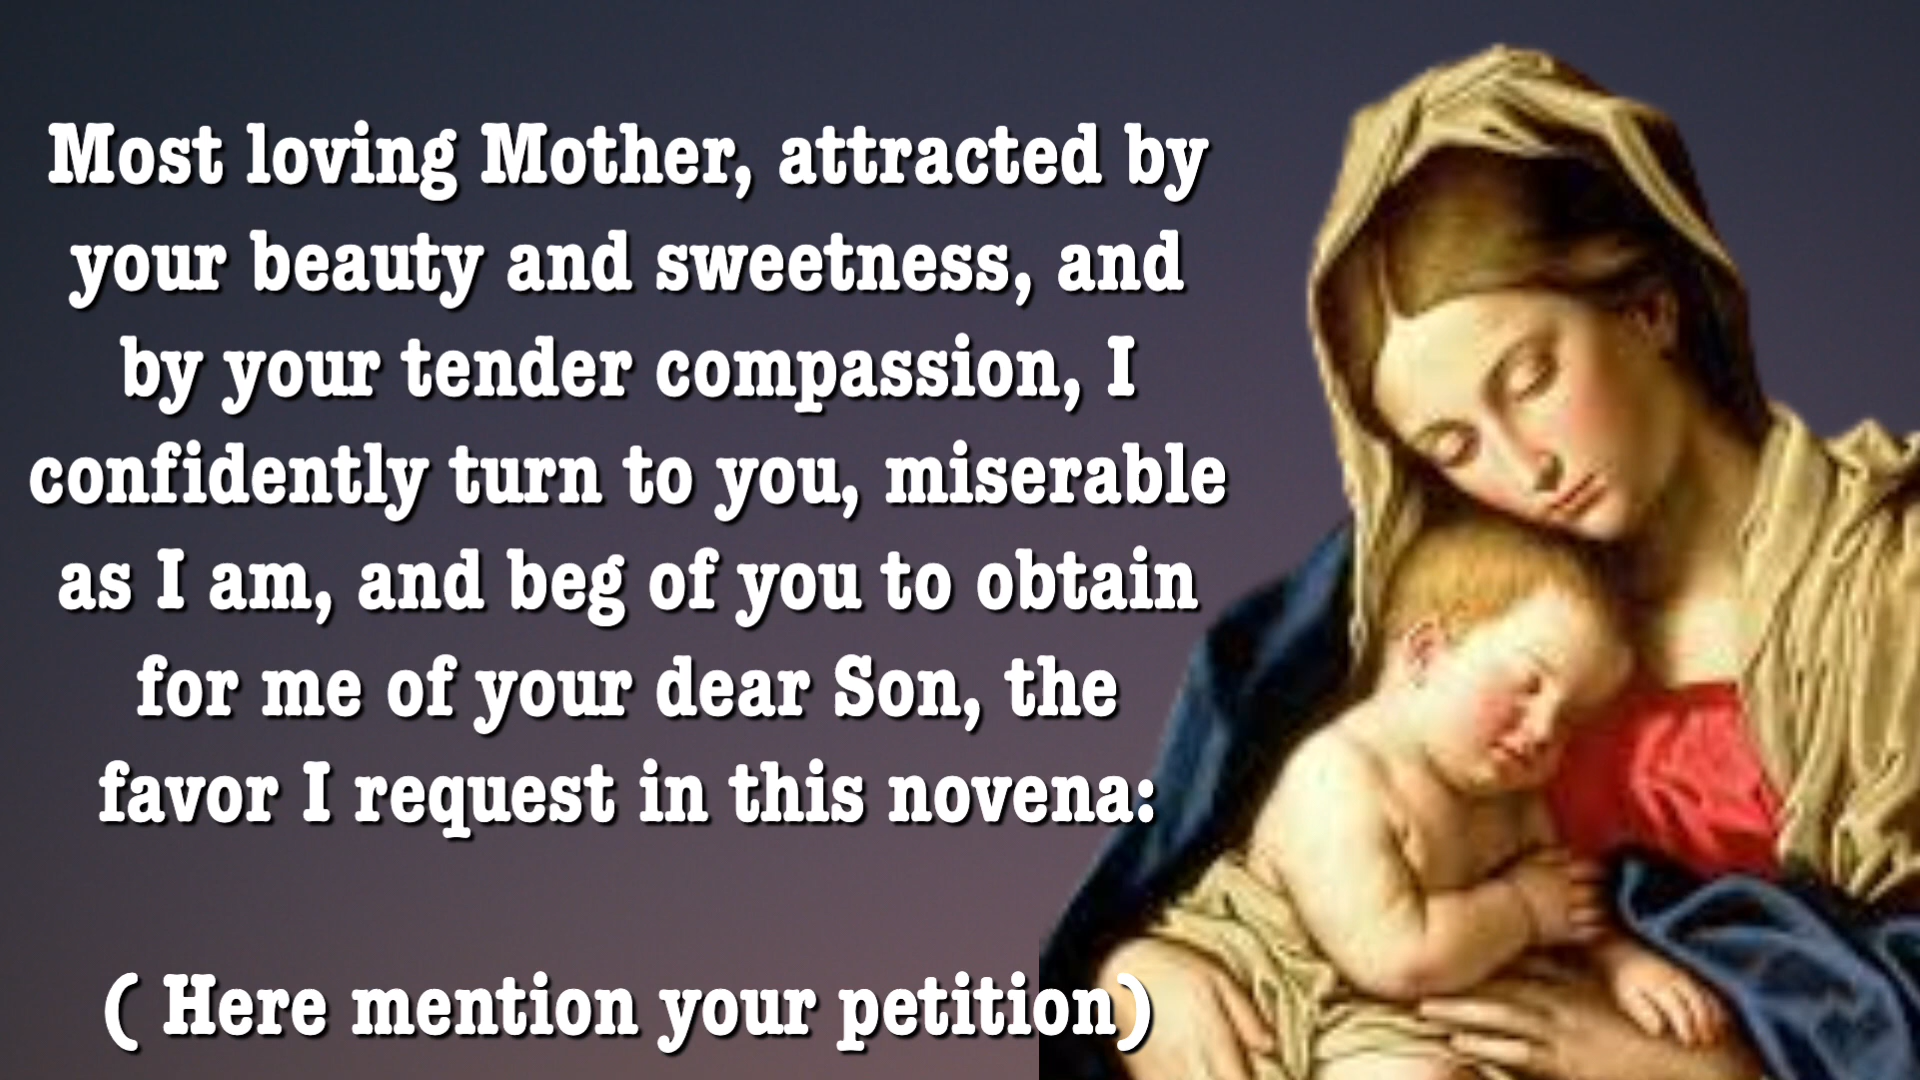 Most loving Mother, attracted by
your beauty and sweetness, and
by your tender compassion, I
confidently turn to you, miserable
as I am, and beg of you to obtain
for me of your dear Son, the
favor I request in this novena:
( Here mention your petition)